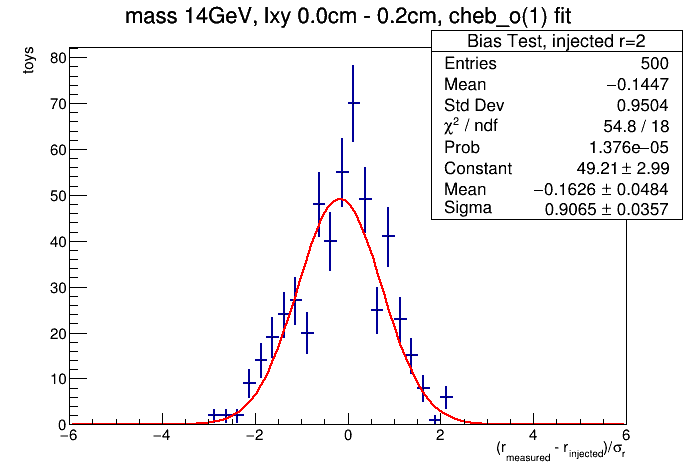 mass 14GeV, lxy 0.0cm - 0.2cm, cheb_o(1) fit
Bias Test, injected r=2
Entries 500
Mean −0.1447
Std Dev 0.9504
χ² / ndf 54.8 / 18
Prob 1.376e−05
Constant 49.21 ± 2.99
Mean −0.1626 ± 0.0484
Sigma 0.9065 ± 0.0357
toys
80
70
60
50
40
30
20
10
0
−6 −4 −2 0 2 4 6
(r_measured - r_injected)/σ_r